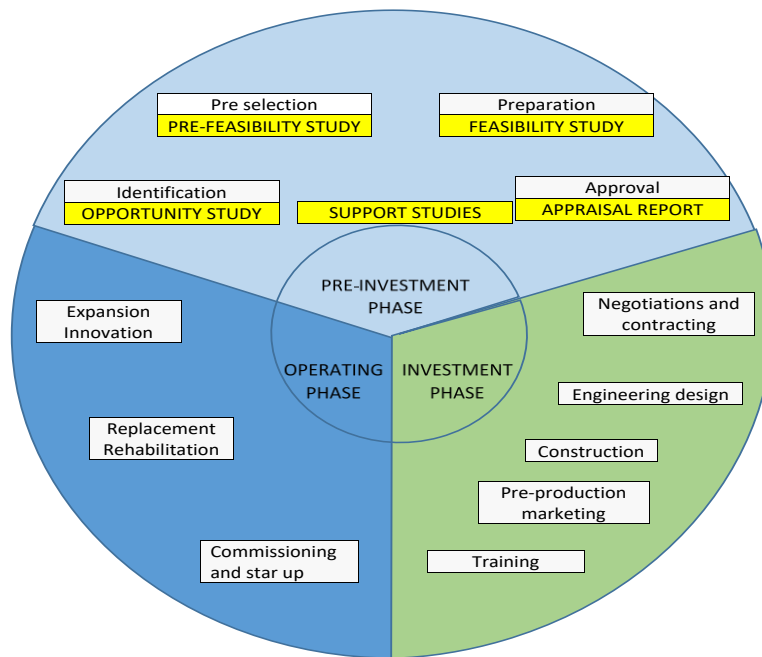 Pre selection
PRE-FEASIBILITY STUDY
Preparation
FEASIBILITY STUDY
Identification
OPPORTUNITY STUDY
SUPPORT STUDIES
Approval
APPRAISAL REPORT
PRE-INVESTMENT
PHASE
OPERATING
PHASE
INVESTMENT
PHASE
Expansion
Innovation
Replacement
Rehabilitation
Commissioning
and star up
Negotiations and
contracting
Engineering design
Construction
Pre-production
marketing
Training